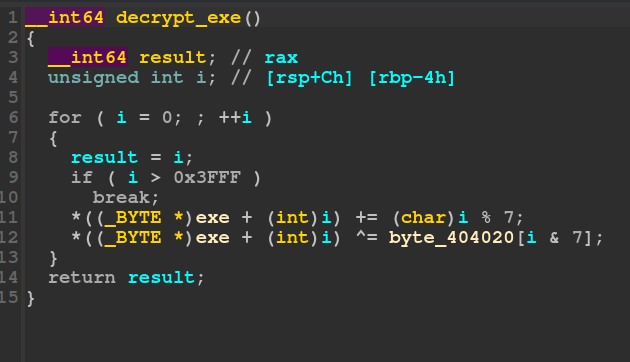 1 __int64 decrypt_exe()
2 {
3   __int64 result; // rax
4   unsigned int i; // [rsp+Ch] [rbp-4h]
5
6   for ( i = 0; ; ++i )
7   {
8     result = i;
9     if ( i > 0x3FFF )
10       break;
11     *((_BYTE *)exe + (int)i) += (char)i % 7;
12     *((_BYTE *)exe + (int)i) ^= byte_404020[i & 7];
13   }
14   return result;
15 }